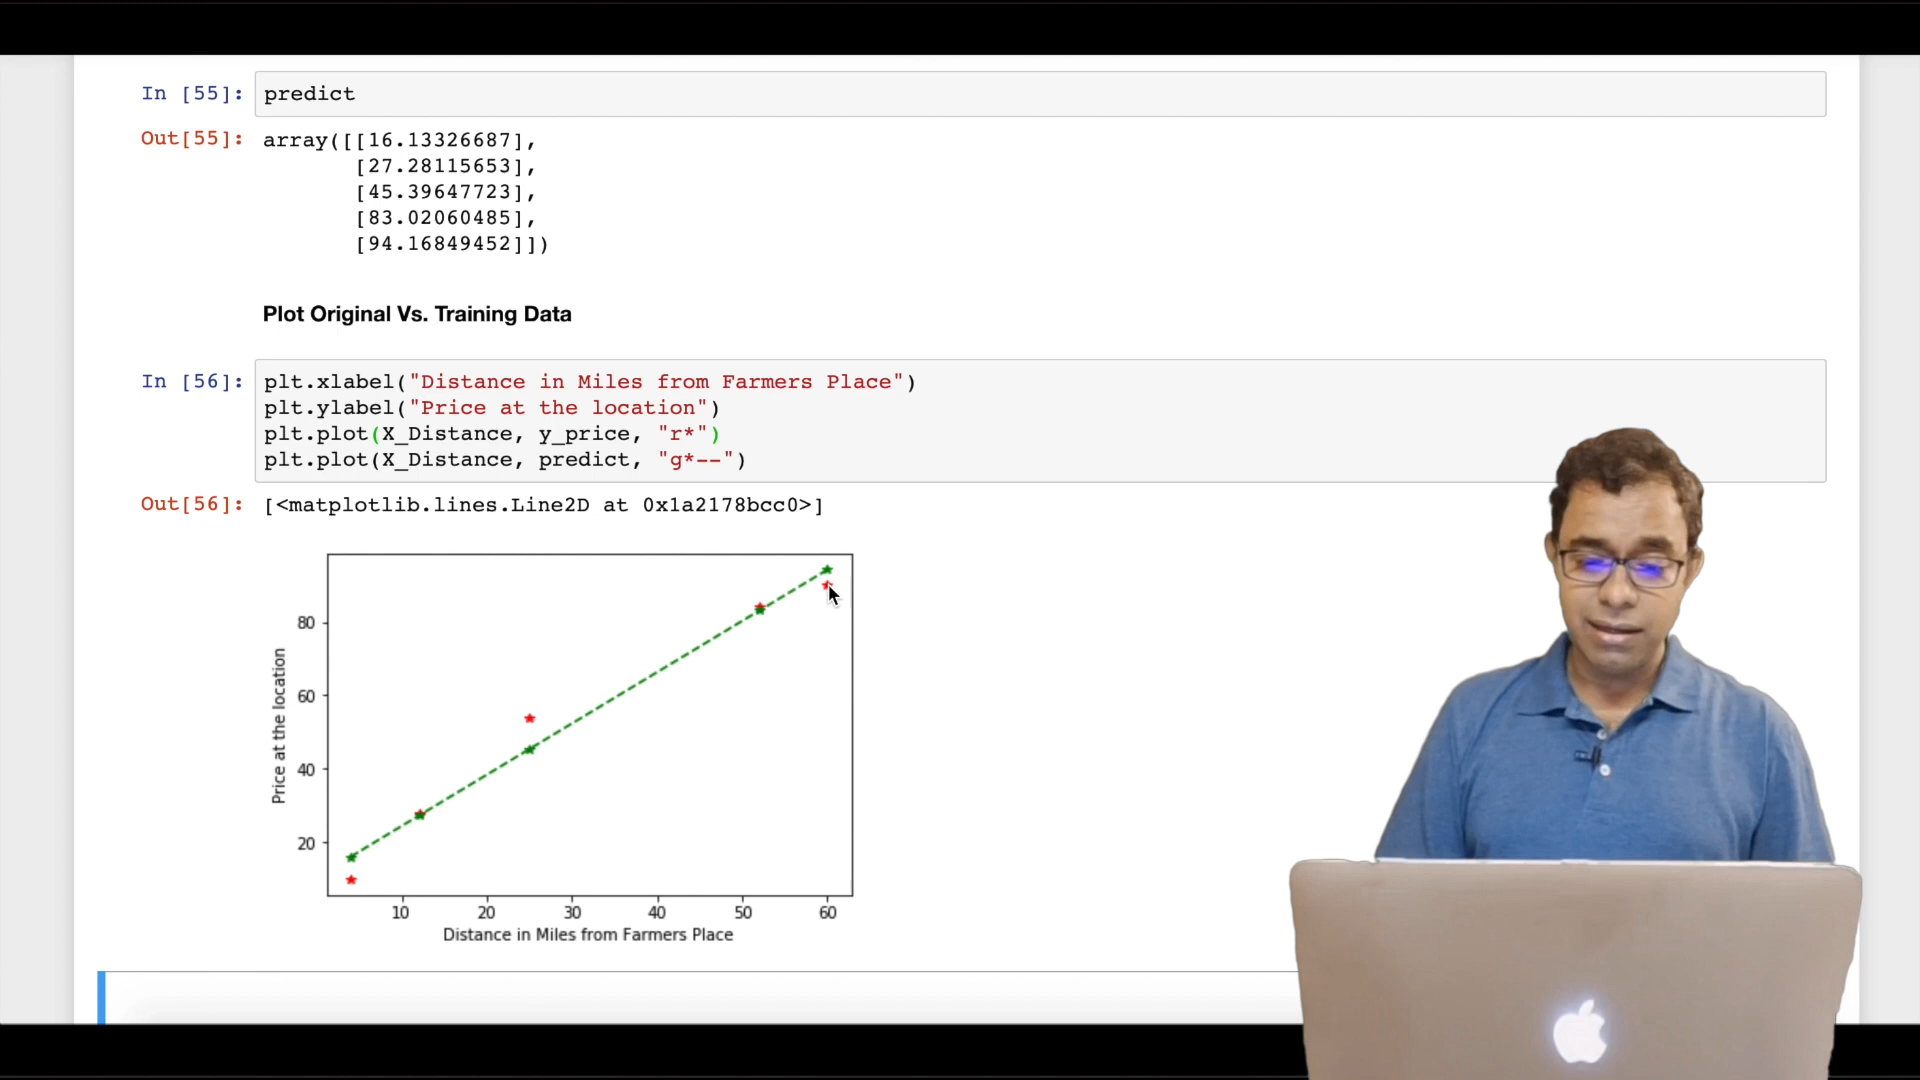 In [55]: predict
Out[55]: array([[16.13326687],
[27.28115653],
[45.39647723],
[83.02060485],
[94.16849452]])
Plot Original Vs. Training Data
In [56]: plt.xlabel("Distance in Miles from Farmers Place")
plt.ylabel("Price at the location")
plt.plot(X_Distance, y_price, "r*")
plt.plot(X_Distance, predict, "g*--")
Out[56]: [<matplotlib.lines.Line2D at 0x1a2178bcc0>]
80
60
40
20
Price at the location
10 20 30 40 50 60
Distance in Miles from Farmers Place